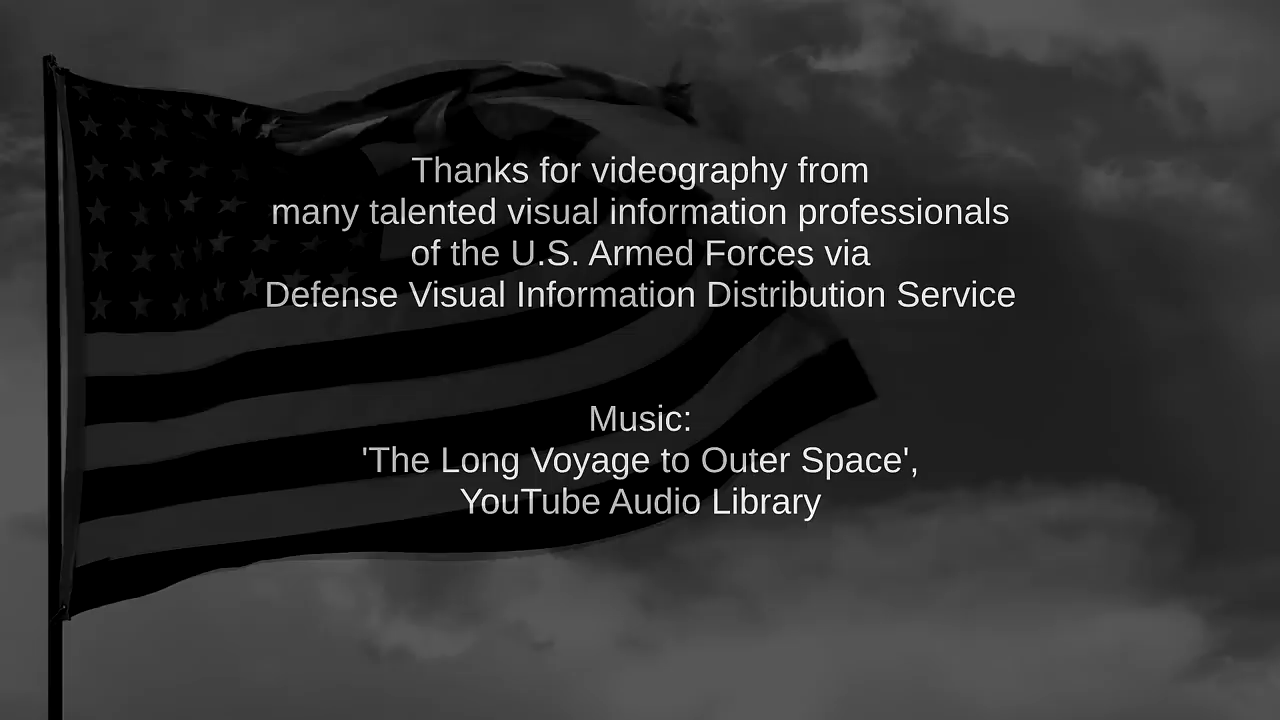 Thanks for videography from
many talented visual information professionals
of the U.S. Armed Forces via
Defense Visual Information Distribution Service
Music:
'The Long Voyage to Outer Space',
YouTube Audio Library